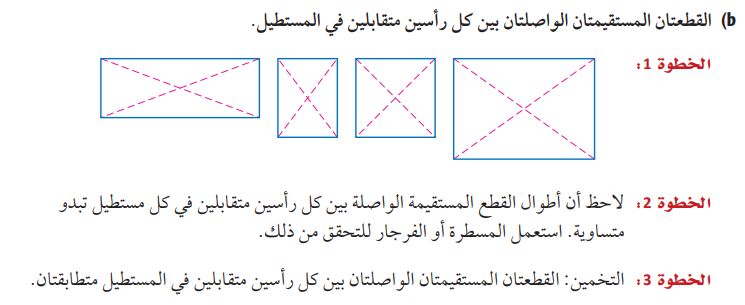 b) القطعتان المستقيمتان الواصلتان بين كل رأسين متقابلين في المستطيل.
الخطوة 1:
الخطوة 2: لاحظ أن أطوال القطع المستقيمة الواصلة بين كل رأسين متقابلين في كل مستطيل تبدو
متساوية. استعمل المسطرة أو الفرجار للتحقق من ذلك.
الخطوة 3: التخمين: القطعتان المستقيمتان الواصلتان بين كل رأسين متقابلين في المستطيل متطابقتان.